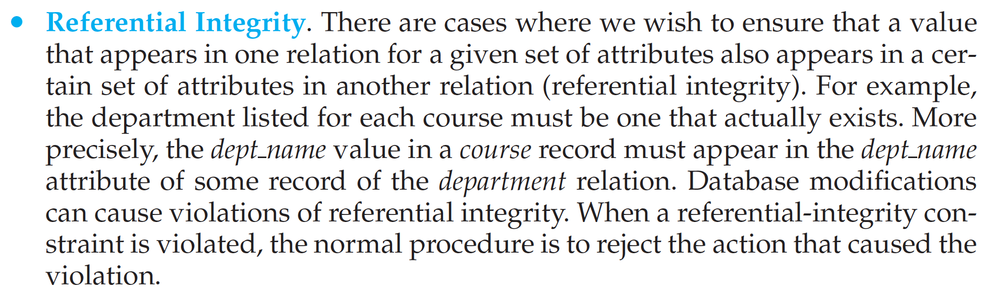 • Referential Integrity. There are cases where we wish to ensure that a value
that appears in one relation for a given set of attributes also appears in a cer-
tain set of attributes in another relation (referential integrity). For example,
the department listed for each course must be one that actually exists. More
precisely, the dept_name value in a course record must appear in the dept_name
attribute of some record of the department relation. Database modifications
can cause violations of referential integrity. When a referential-integrity con-
straint is violated, the normal procedure is to reject the action that caused the
violation.